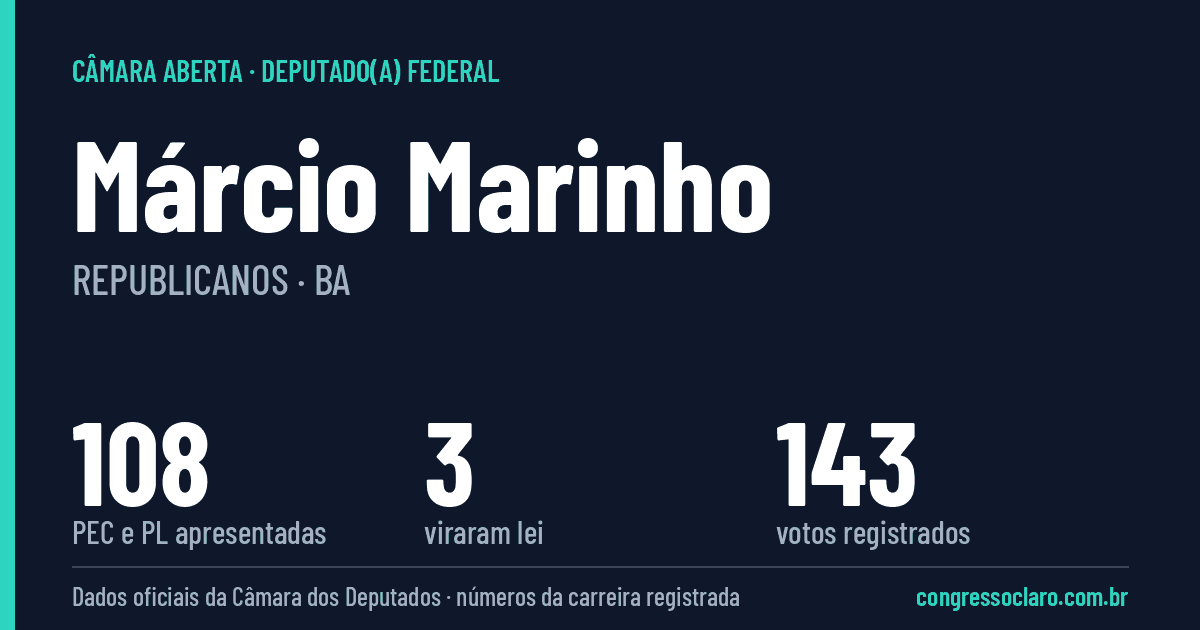 CÂMARA ABERTA · DEPUTADO(A) FEDERAL
Márcio Marinho
REPUBLICANOS · BA
108 3 143
PEC e PL apresentadas viraram lei votos registrados
Dados oficiais da Câmara dos Deputados · números da carreira registrada congressoclaro.com.br